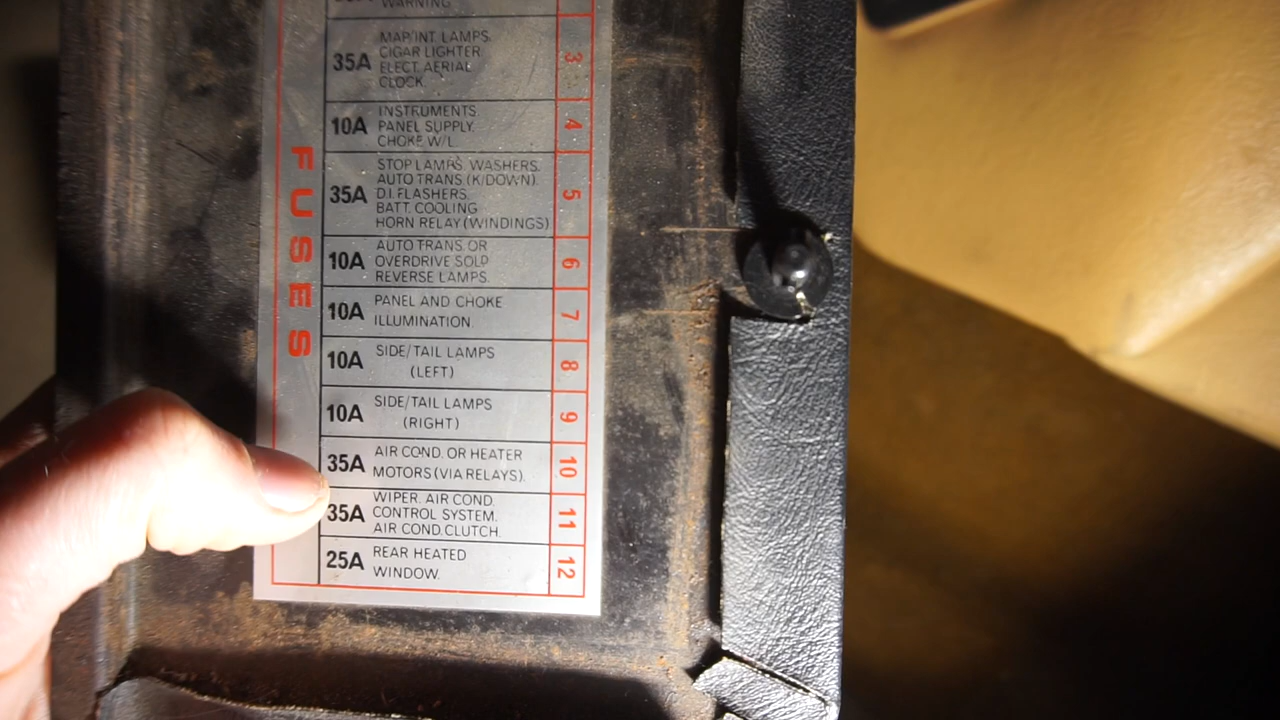 WARNING.
35A MAP/INT. LAMPS. 3
CIGAR LIGHTER
ELECT. AERIAL
CLOCK.
10A INSTRUMENTS. 4
PANEL SUPPLY.
CHOKE W/L.
35A STOP LAMPS. WASHERS. 5
AUTO TRANS. (K/DOWN).
D.I. FLASHERS.
BATT. COOLING
HORN RELAY (WINDINGS)
10A AUTO TRANS. OR 6
OVERDRIVE SOLD
REVERSE LAMPS.
10A PANEL AND CHOKE 7
ILLUMINATION.
10A SIDE/TAIL LAMPS 8
(LEFT)
10A SIDE/TAIL LAMPS 9
(RIGHT)
35A AIR COND. OR HEATER 10
MOTORS (VIA RELAYS).
35A WIPER. AIR COND. 11
CONTROL SYSTEM.
AIR COND. CLUTCH.
25A REAR HEATED 12
WINDOW.
FUSES